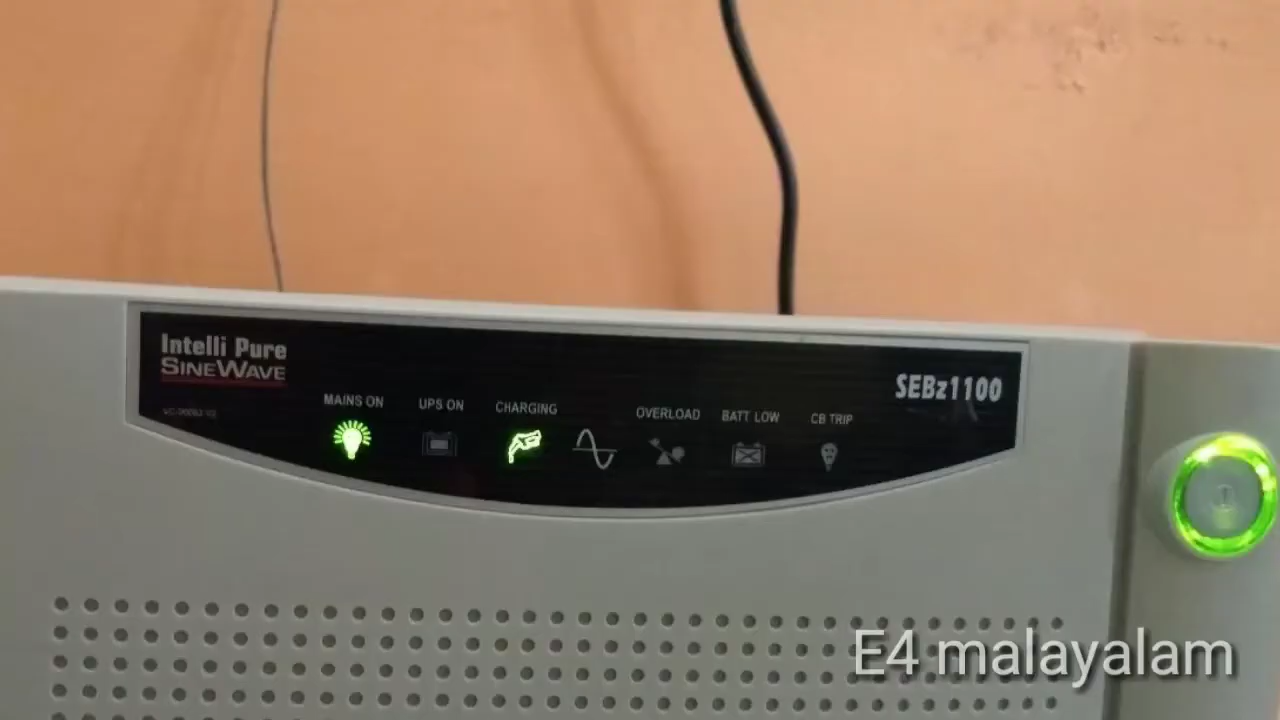 Intelli Pure
SINEWAVE
SEBz1100
MAINS ON
UPS ON
CHARGING
OVERLOAD
BATT LOW
CB TRIP
E4 malayalam